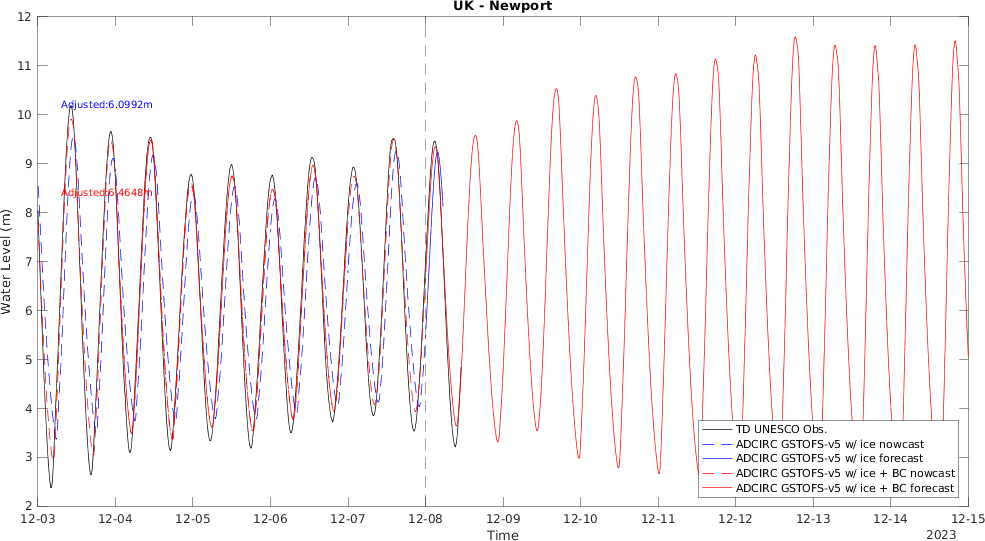 UK - Newport
12
11
10
9
8
7
6
5
4
3
2
Water Level (m)
Adjusted:6.0992m
Adjusted:6.4648m
TD UNESCO Obs.
ADCIRC GSTOFS-v5 w/ ice nowcast
ADCIRC GSTOFS-v5 w/ ice forecast
ADCIRC GSTOFS-v5 w/ ice + BC nowcast
ADCIRC GSTOFS-v5 w/ ice + BC forecast
12-03 12-04 12-05 12-06 12-07 12-08 12-09 12-10 12-11 12-12 12-13 12-14 12-15
Time
2023